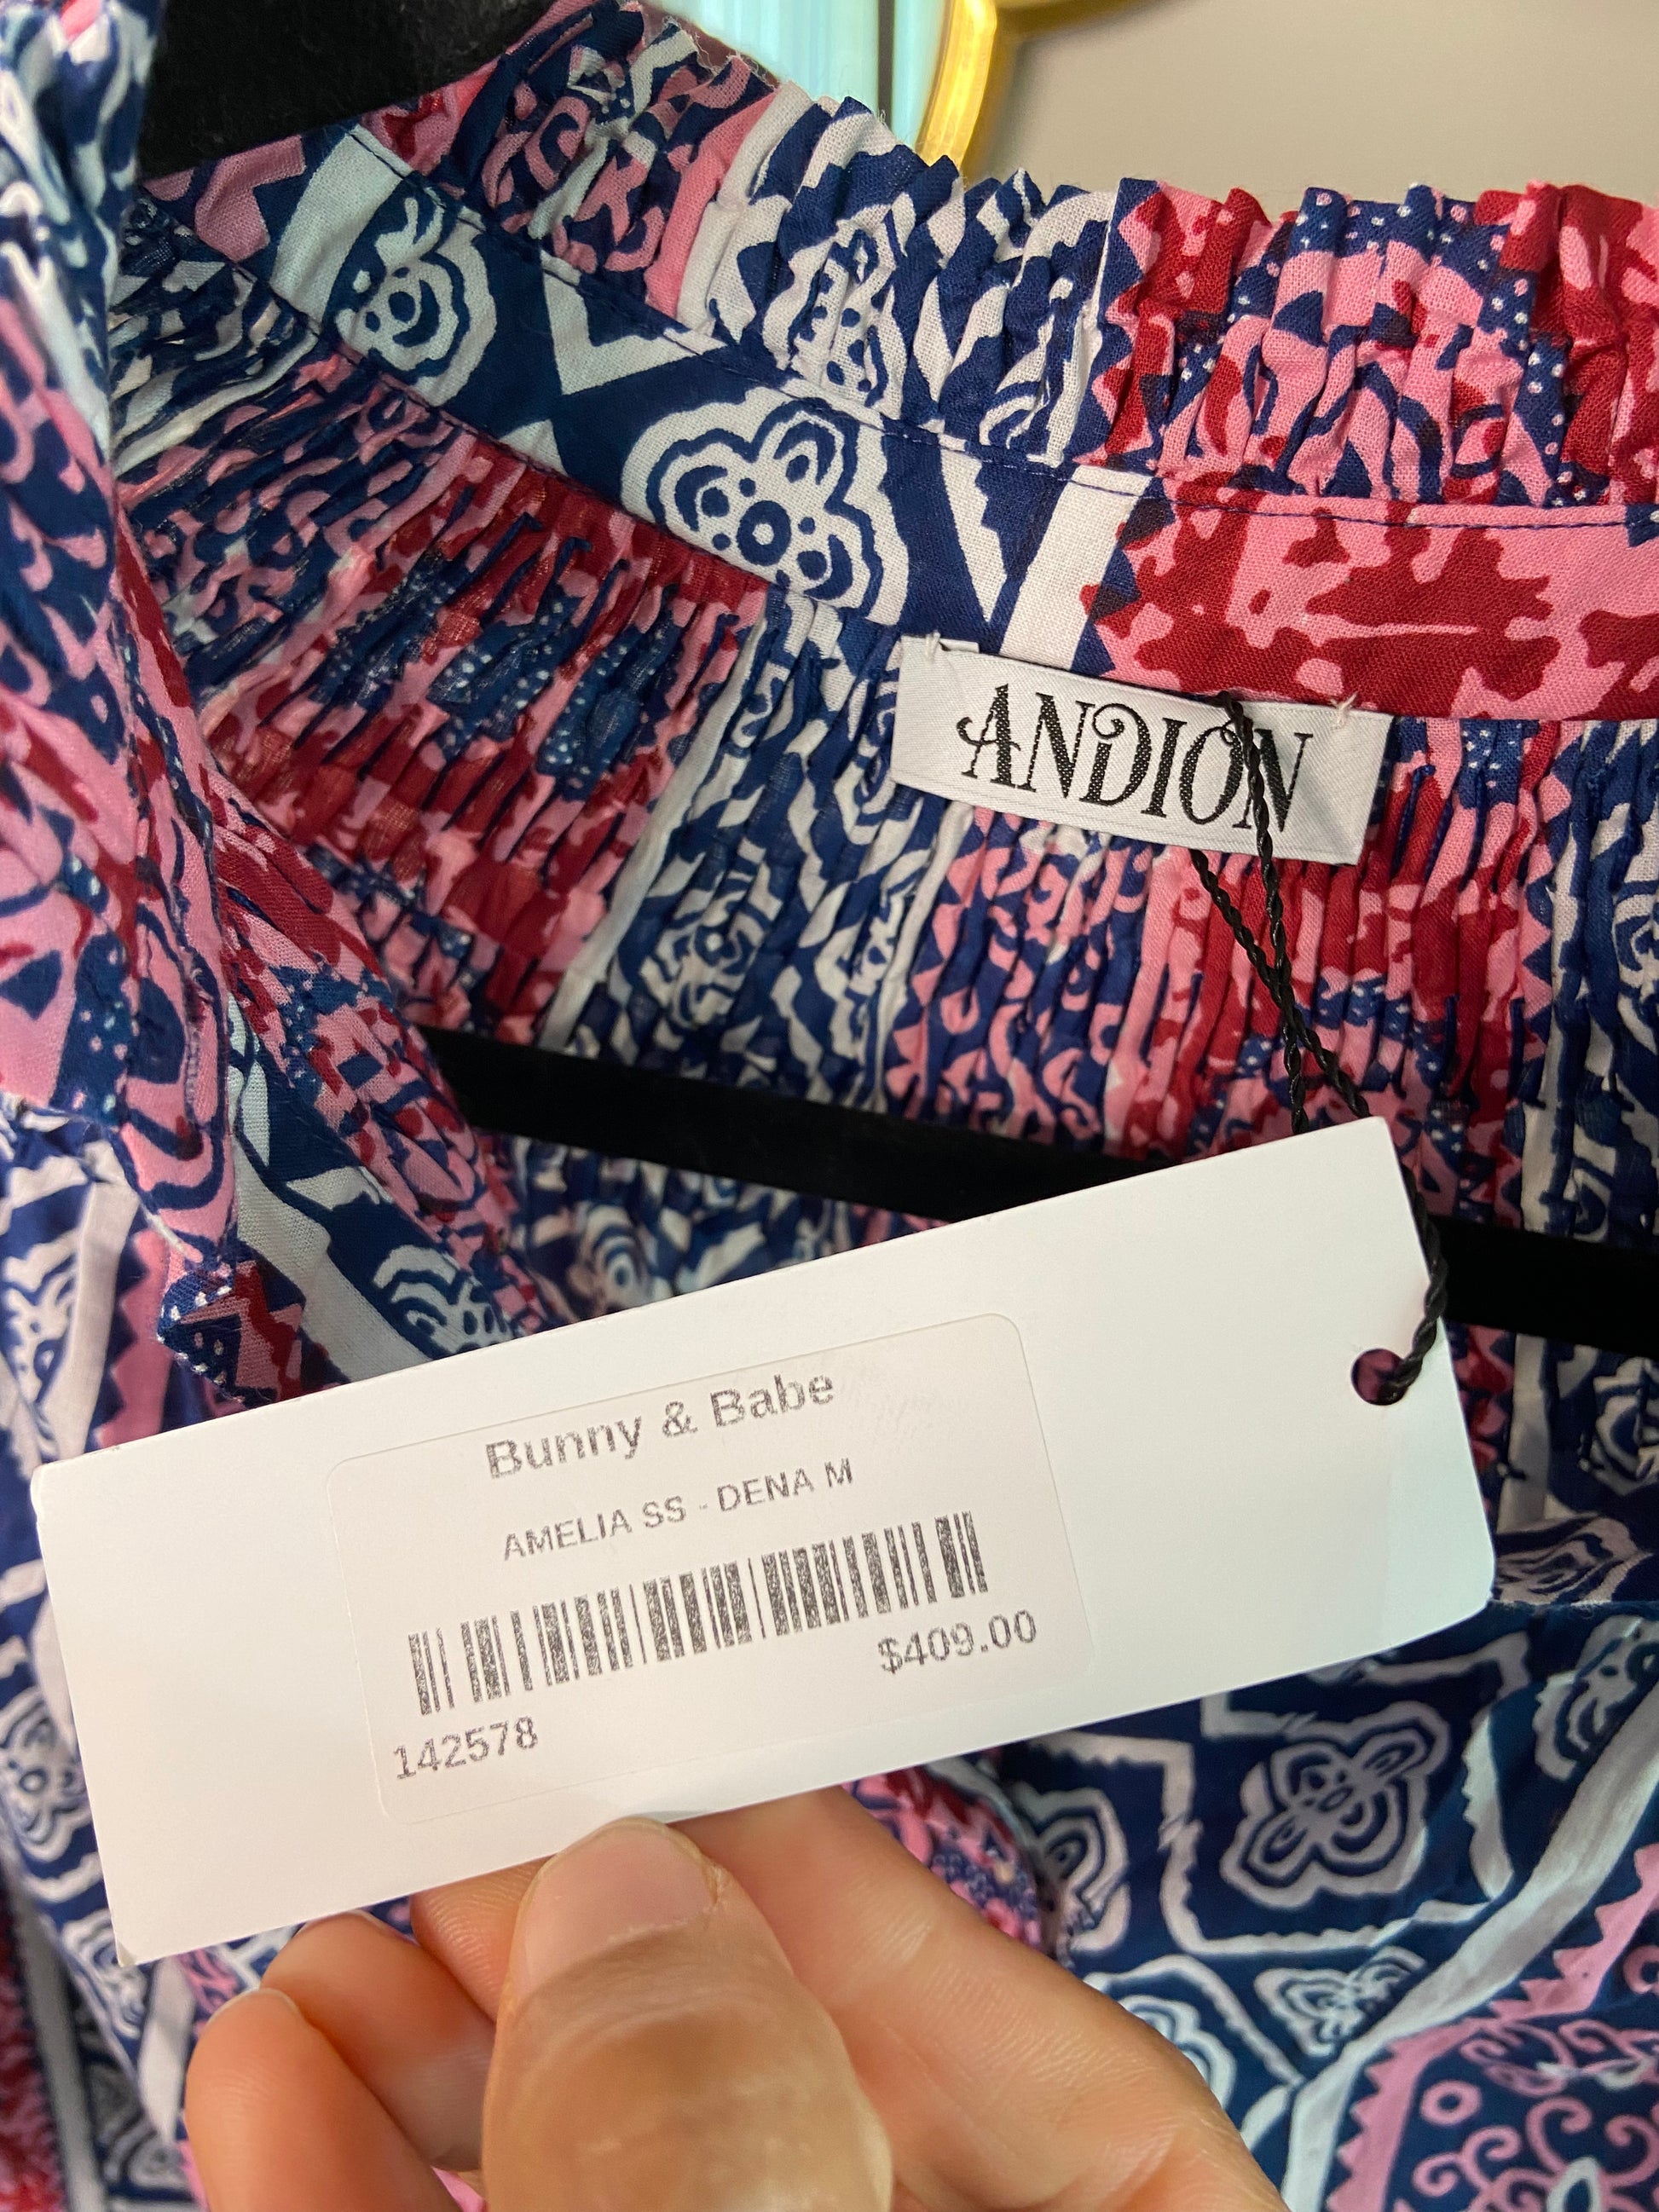 ANDION
Bunny & Babe
AMELIA SS - DENA M
$409.00
142578